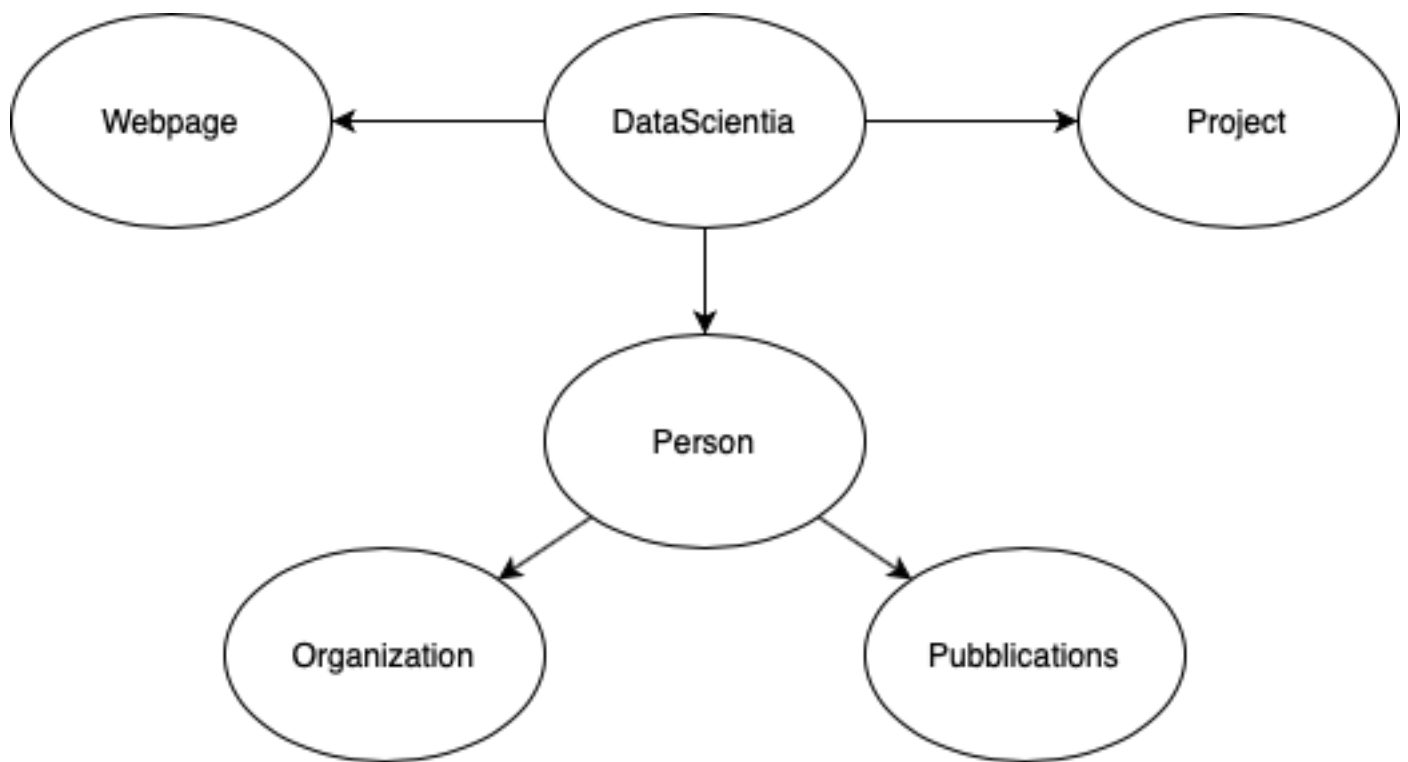 Webpage
DataScientia
Project
Person
Organization
Pubblications